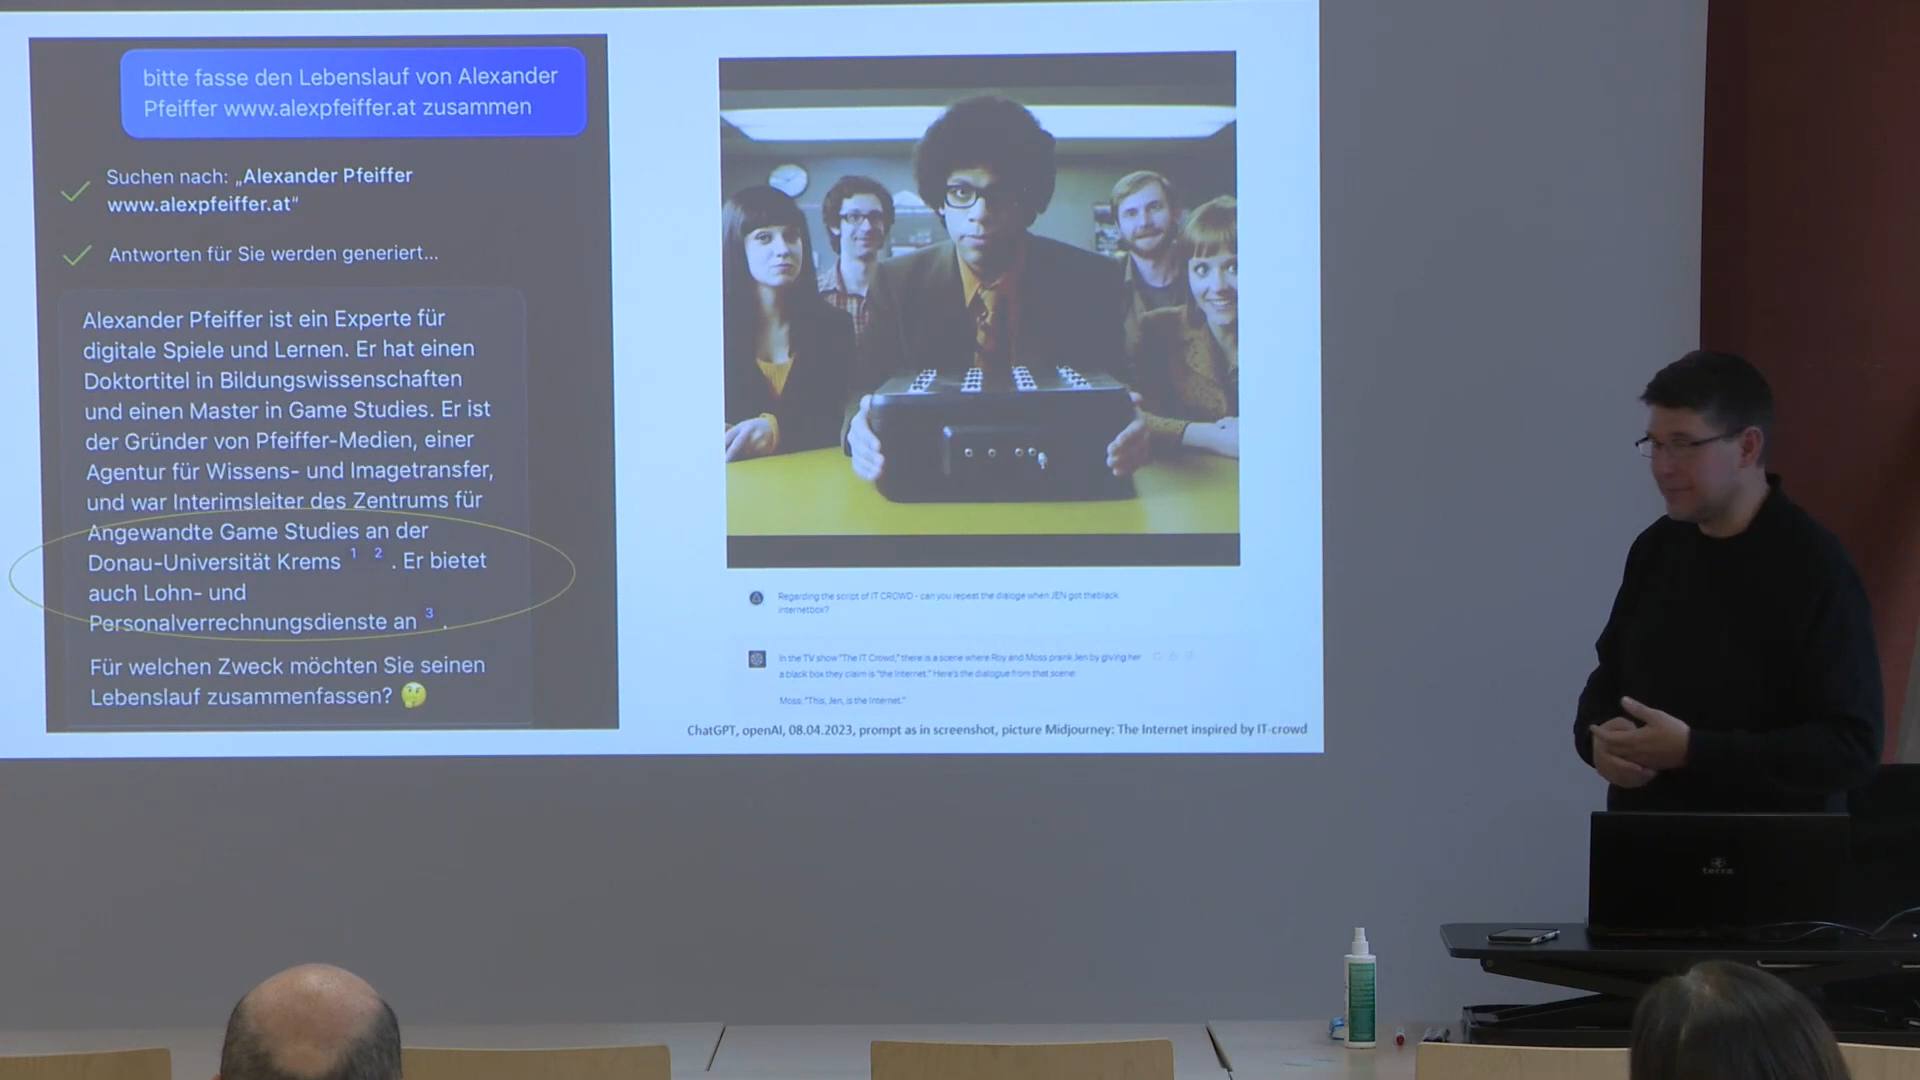 bitte fasse den Lebenslauf von Alexander
Pfeiffer www.alexpfeiffer.at zusammen
Suchen nach: „Alexander Pfeiffer
www.alexpfeiffer.at“
Antworten für Sie werden generiert...
Alexander Pfeiffer ist ein Experte für
digitale Spiele und Lernen. Er hat einen
Doktortitel in Bildungswissenschaften
und einen Master in Game Studies. Er ist
der Gründer von Pfeiffer-Medien, einer
Agentur für Wissens- und Imagetransfer,
und war Interimsleiter des Zentrums für
Angewandte Game Studies an der
Donau-Universität Krems 1 2 . Er bietet
auch Lohn- und
Personalverrechnungsdienste an 3 .
Für welchen Zweck möchten Sie seinen
Lebenslauf zusammenfassen? 🤔
Regarding the script of IT CROWD - can you repeat the dialoge when JEN got theblack
internetbox?
In the TV show "The IT Crowd," there is a scene where Roy and Moss prank Jen by giving her
a black box they claim is "the Internet." Here's the dialogue from that scene:
Moss: "This, Jen, is the Internet."
ChatGPT, openAI, 08.04.2023, prompt as in screenshot, picture Midjourney: The Internet inspired by IT-crowd
terra